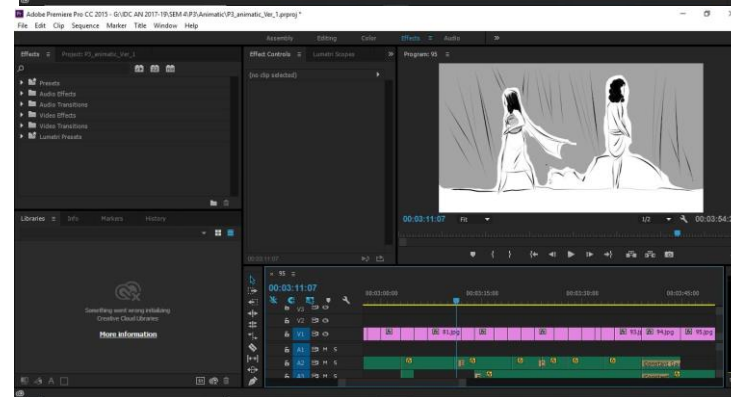 Adobe Premiere Pro CC 2015 - G:\IDC AN 2017-19\SEM 4\P3\Animatic\P3_animatic_Ver_1.prproj *
File Edit Clip Sequence Marker Title Window Help
Assembly Editing Color Effects Audio
Effects Project: P3_animatic_Ver_1
Effect Controls Lumetri Scopes
Program: 95
Presets
Audio Effects
Audio Transitions
Video Effects
Video Transitions
Lumetri Presets
(no clip selected)
00:03:11:07 Fit 1/2 00:03:54:
Libraries Info Markers History
Something went wrong initializing
Creative Cloud Libraries
More information
00:03:11:07
95
00:03:11:07
00:03:00:00 00:03:15:00 00:03:30:00 00:03:45:00
V3
V2
V1 93.jpg 94.jpg 95.jpg
A1 M S
A2 M S
A3 M S